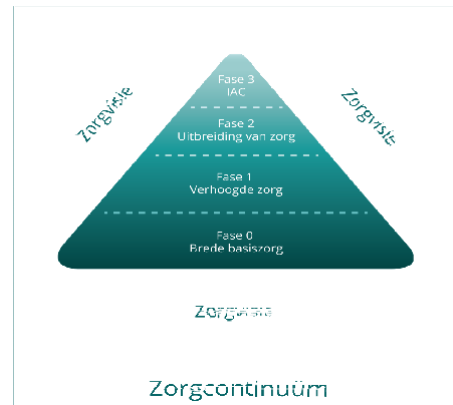 Fase 3
IAC
Zorgvisie
Zorgvisie
Fase 2
Uitbreiding van zorg
Fase 1
Verhoogde zorg
Fase 0
Brede basiszorg
Zorgvisie
Zorgcontinuüm